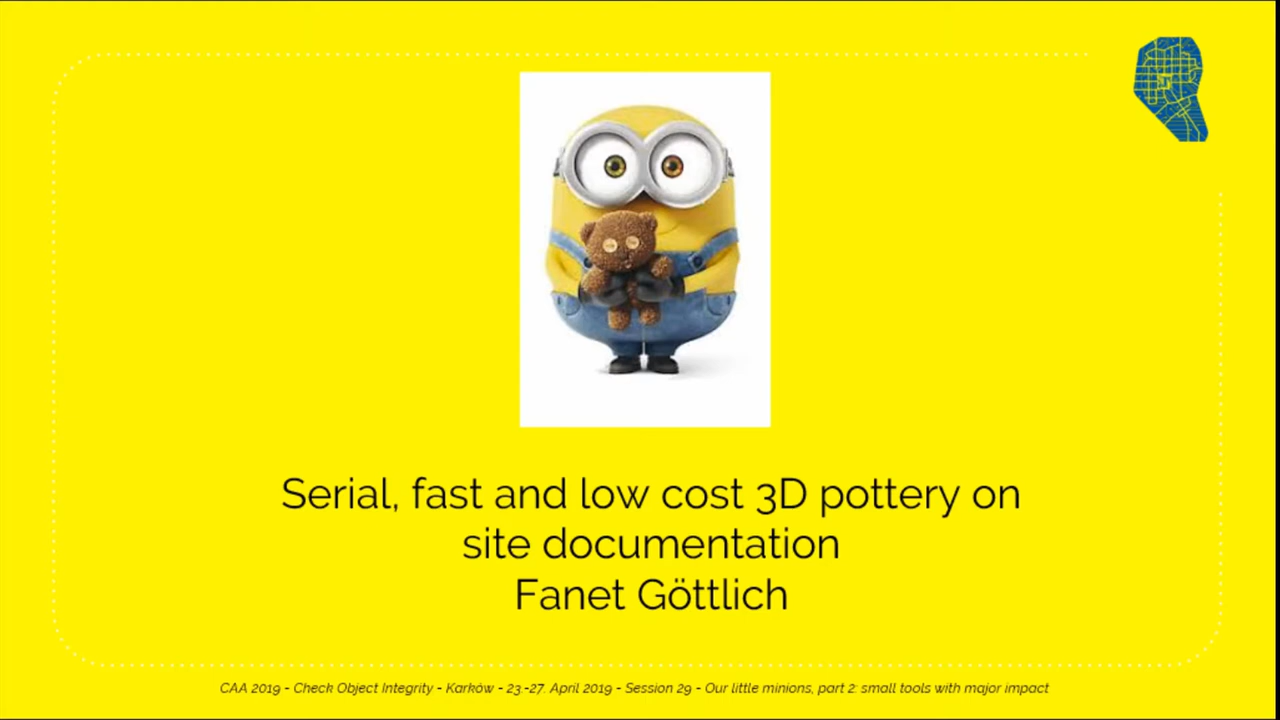 Serial, fast and low cost 3D pottery on
site documentation
Fanet Göttlich
CAA 2019 - Check Object Integrity - Karków - 23.-27. April 2019 - Session 29 - Our little minions, part 2: small tools with major impact